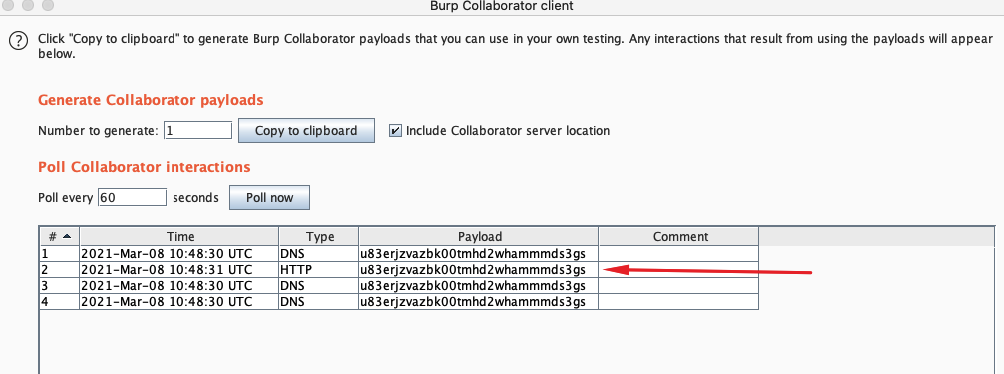 Burp Collaborator client
? Click "Copy to clipboard" to generate Burp Collaborator payloads that you can use in your own testing. Any interactions that result from using the payloads will appear
below.
Generate Collaborator payloads
Number to generate: 1 Copy to clipboard Include Collaborator server location
Poll Collaborator interactions
Poll every 60 seconds Poll now
# Time Type Payload Comment
1 2021-Mar-08 10:48:30 UTC DNS u83erjzvazbk00tmhd2whammmds3gs
2 2021-Mar-08 10:48:31 UTC HTTP u83erjzvazbk00tmhd2whammmds3gs
3 2021-Mar-08 10:48:30 UTC DNS u83erjzvazbk00tmhd2whammmds3gs
4 2021-Mar-08 10:48:30 UTC DNS u83erjzvazbk00tmhd2whammmds3gs